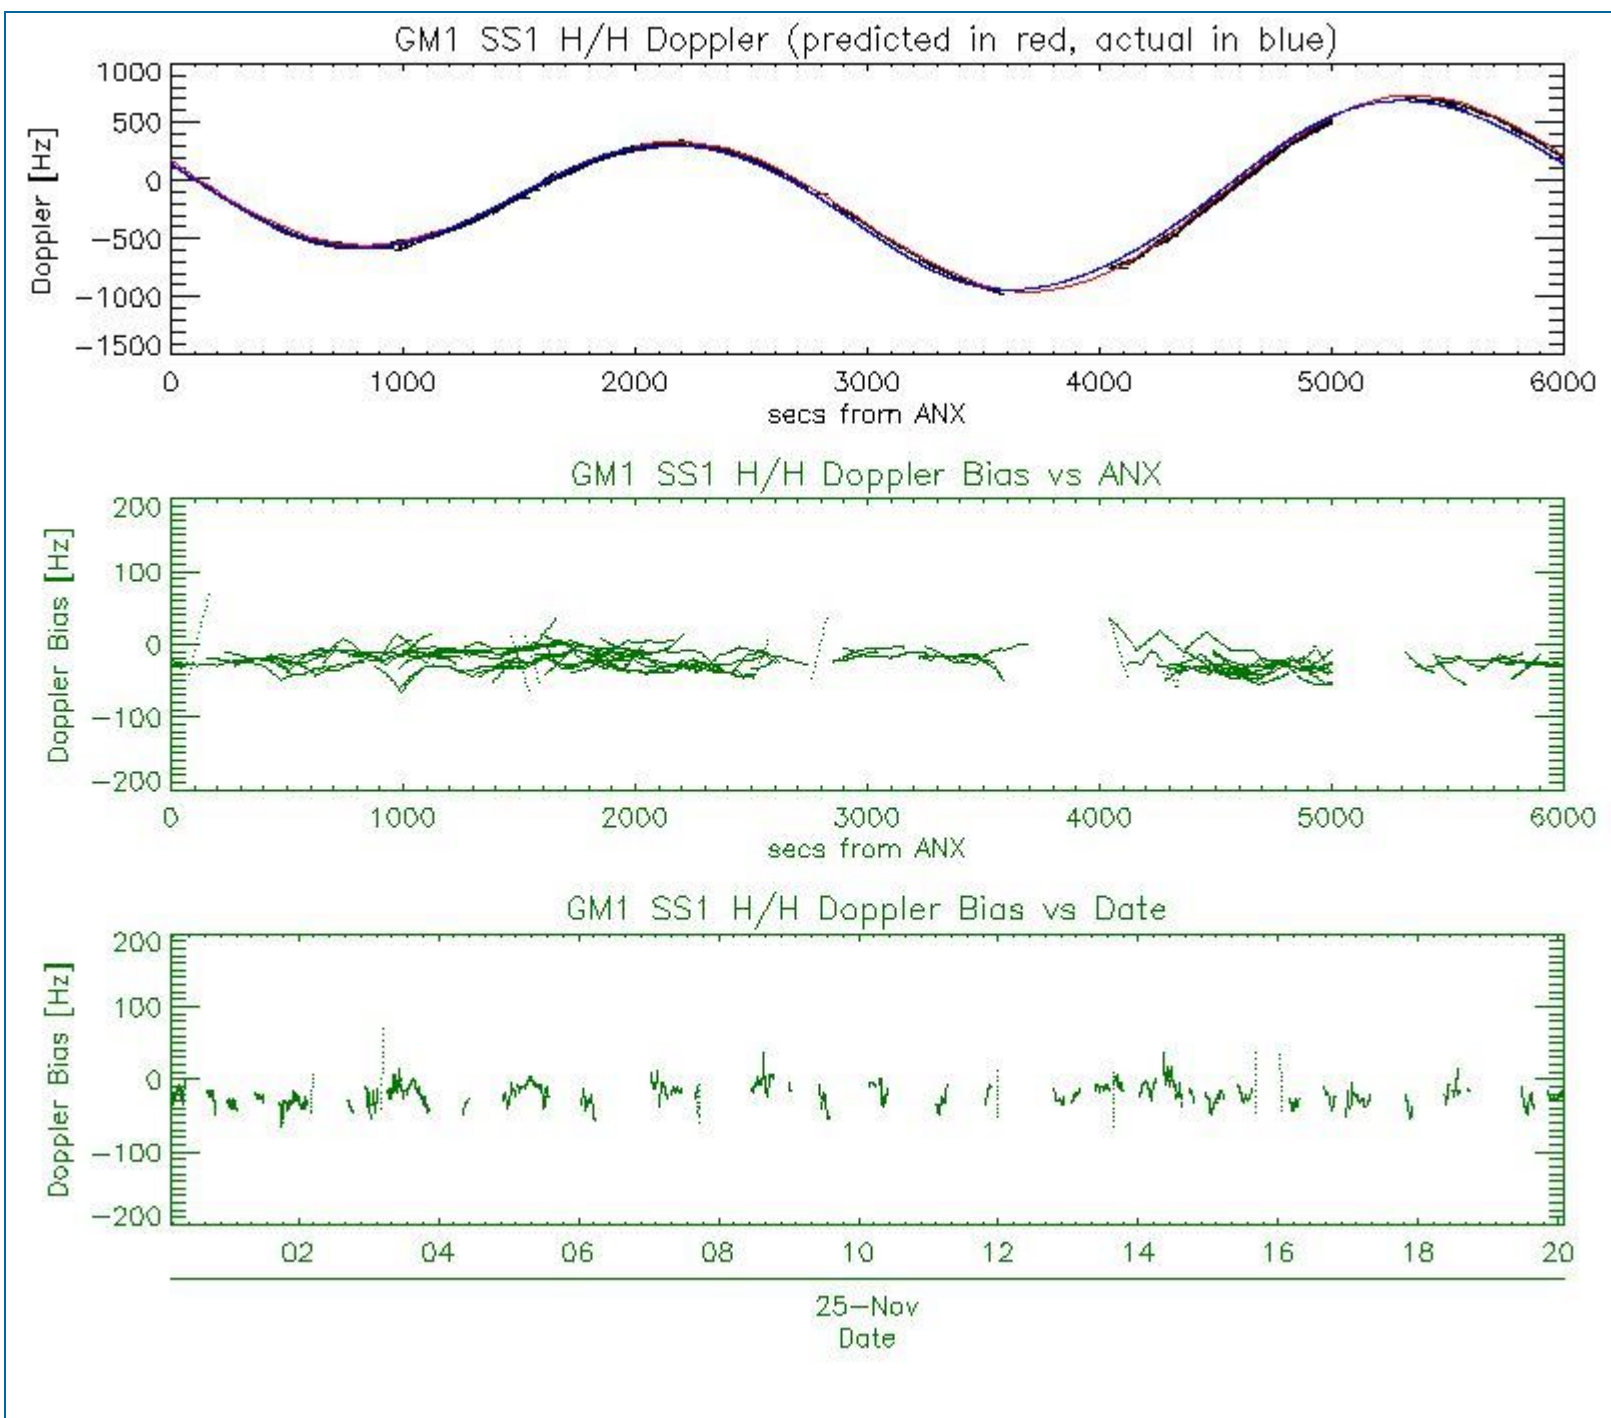 GM1 SS1 H/H Doppler (predicted in red, actual in blue)
1000
500
0
-500
-1000
-1500
Doppler [Hz]
0 1000 2000 3000 4000 5000 6000
secs from ANX
GM1 SS1 H/H Doppler Bias vs ANX
200
100
0
-100
-200
Doppler Bias [Hz]
0 1000 2000 3000 4000 5000 6000
secs from ANX
GM1 SS1 H/H Doppler Bias vs Date
200
100
0
-100
-200
Doppler Bias [Hz]
02 04 06 08 10 12 14 16 18 20
25-Nov
Date